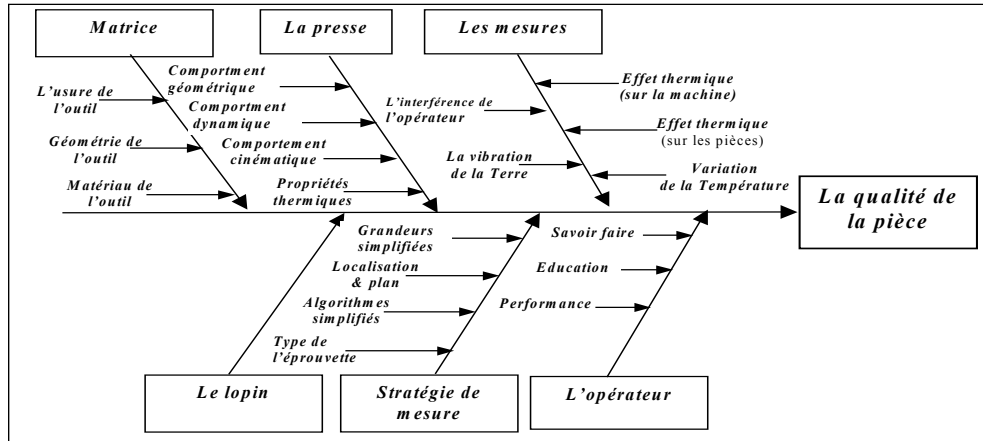 Matrice
L'usure de
l'outil
Géométrie de
l'outil
Matériau de
l'outil
La presse
Comportment
géométrique
Comportment
dynamique
Comportement
cinématique
Propriétés
thermiques
Les mesures
L'interférence de
l'opérateur
La vibration
de la Terre
Effet thermique
(sur la machine)
Effet thermique
(sur les pièces)
Variation
de la Température
La qualité de
la pièce
Grandeurs
simplifiées
Localisation
& plan
Algorithmes
simplifiés
Type de
l'éprouvette
Savoir faire
Education
Performance
Le lopin
Stratégie de
mesure
L'opérateur